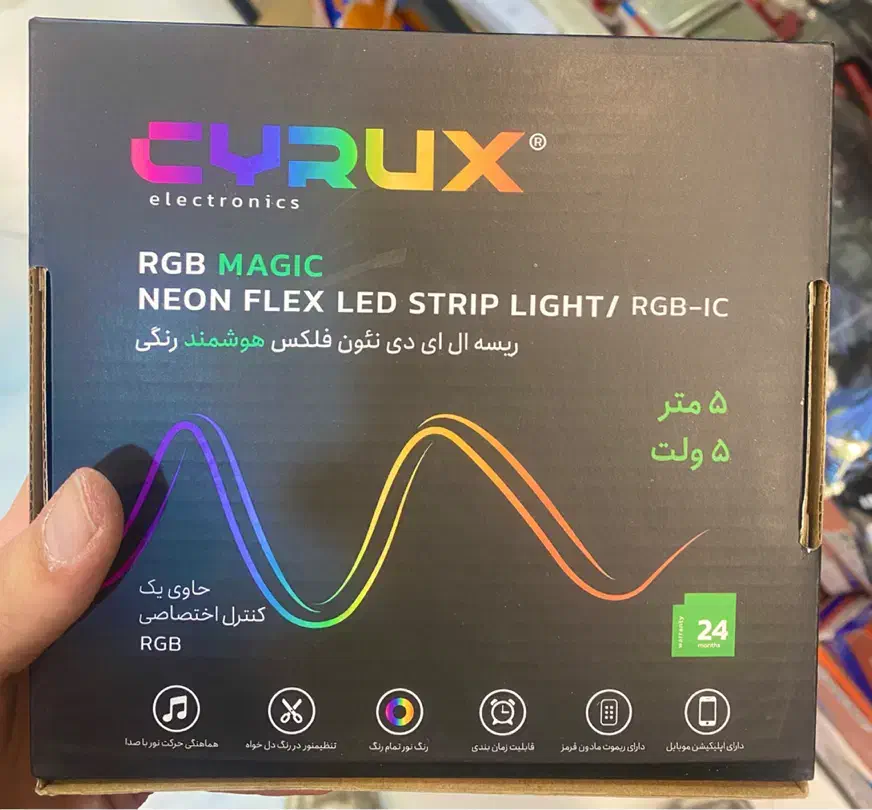 CYRUX®
electronics
RGB MAGIC
NEON FLEX LED STRIP LIGHT/ RGB-IC
ریسه ال ای دی نئون فلکس هوشمند رنگی
۵ متر
۵ ولت
حاوی یک
کنترل اختصاصی
RGB
warranty
24
months
دارای اپلیکیشن موبایل
دارای ریموت مادون قرمز
قابلیت زمان بندی
رنگ نور تمام رنگ
تنظیم‌نور در رنگ دل خواه
هماهنگی حرکت نور با صدا